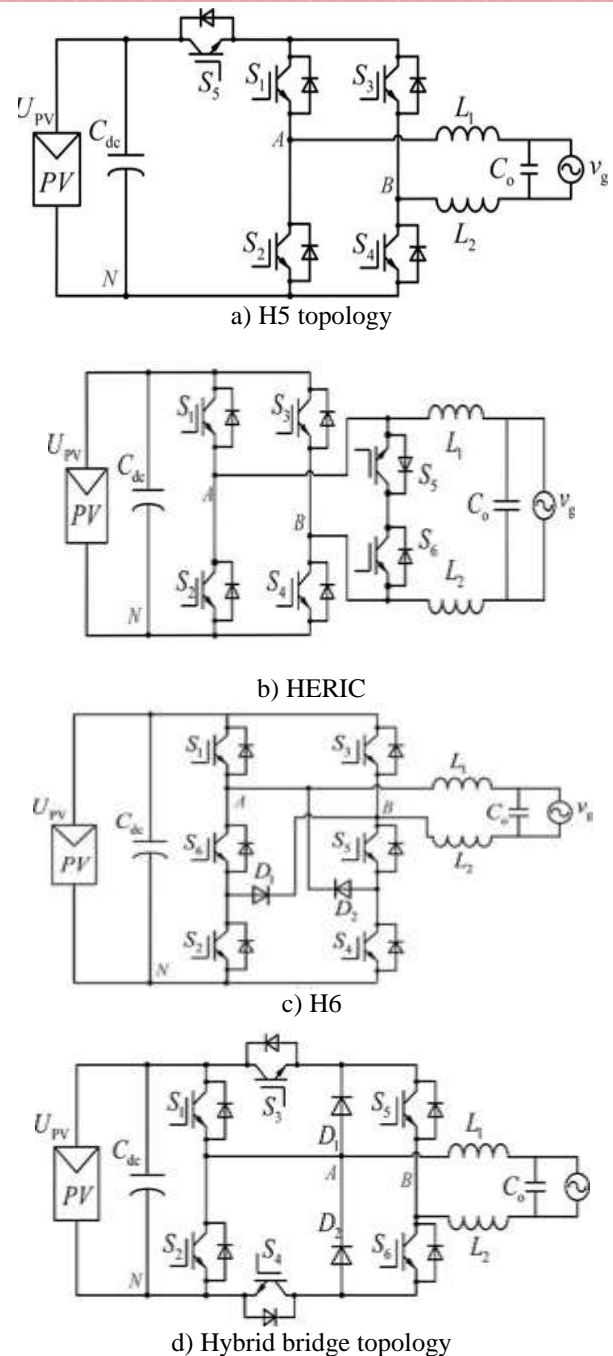 S5
S1
S3
UPV
Cdc
PV
A
B
L1
Co
vg
L2
S2
S4
N
a) H5 topology
S1
S3
UPV
Cdc
PV
A
B
L1
S5
Co
vg
S6
L2
S2
S4
N
b) HERIC
S1
S3
L1
UPV
Cdc
PV
A
B
Co
vg
S6
S5
L2
D1
D2
S2
S4
N
c) H6
S1
S3
S5
UPV
Cdc
PV
D1
A
B
L1
Co
L2
D2
S2
S4
S6
N
d) Hybrid bridge topology